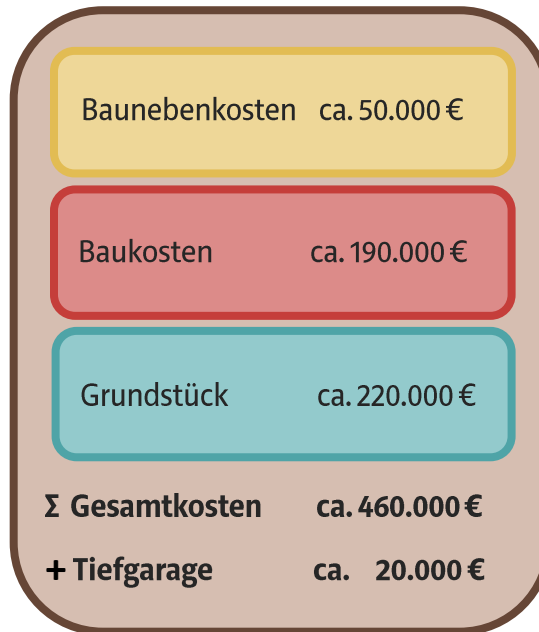 Baunebenkosten ca. 50.000 €
Baukosten ca. 190.000 €
Grundstück ca. 220.000 €
Σ Gesamtkosten ca. 460.000 €
+ Tiefgarage ca. 20.000 €